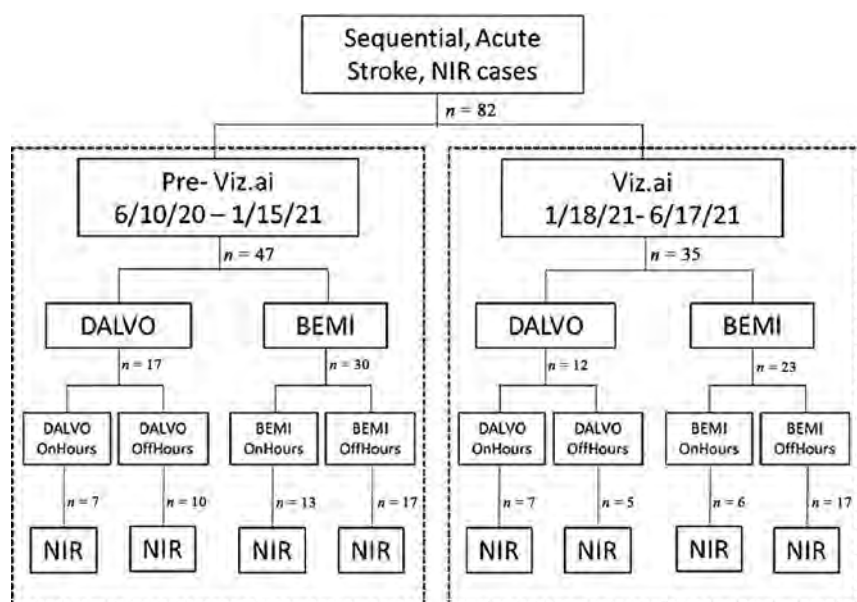 Sequential, Acute
Stroke, NIR cases
n = 82
Pre- Viz.ai
6/10/20 – 1/15/21
Viz.ai
1/18/21- 6/17/21
n = 47
n = 35
DALVO
BEMI
DALVO
BEMI
n = 17
n = 30
n = 12
n = 23
DALVO
OnHours
DALVO
OffHours
BEMI
OnHours
BEMI
OffHours
DALVO
OnHours
DALVO
OffHours
BEMI
OnHours
BEMI
OffHours
n = 7
n = 10
n = 13
n = 17
n = 7
n = 5
n = 6
n = 17
NIR
NIR
NIR
NIR
NIR
NIR
NIR
NIR